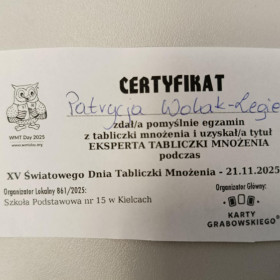 CERTYFIKAT
WMT Day 2025
www.wmtday.org
Patrycja Wolak-Legie
zdał/a pomyślnie egzamin
z tabliczki mnożenia i uzyskał/a tytuł
EKSPERTA TABLICZKI MNOŻENIA
podczas
XV Światowego Dnia Tabliczki Mnożenia - 21.11.2025
Organizator Lokalny 861/2025:
Szkoła Podstawowa nr 15 w Kielcach
Organizator Główny:
KARTY
GRABOWSKIEGO®